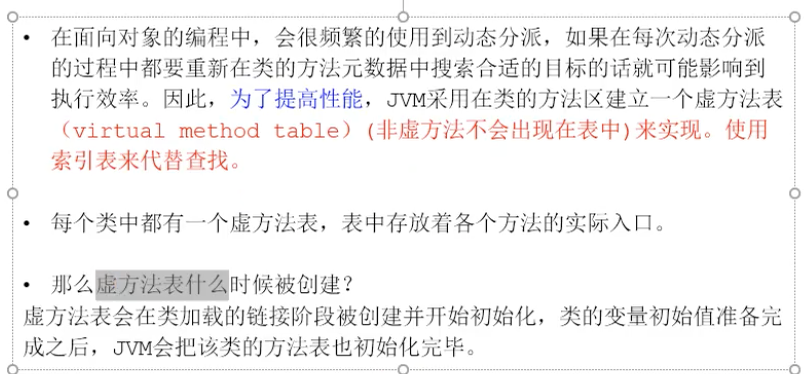 • 在面向对象的编程中，会很频繁的使用到动态分派，如果在每次动态分派
的过程中都要重新在类的方法元数据中搜索合适的目标的话就可能影响到
执行效率。因此，为了提高性能，JVM采用在类的方法区建立一个虚方法表
（virtual method table）(非虚方法不会出现在表中)来实现。使用
索引表来代替查找。
• 每个类中都有一个虚方法表，表中存放着各个方法的实际入口。
• 那么虚方法表什么时候被创建？
虚方法表会在类加载的链接阶段被创建并开始初始化，类的变量初始值准备完
成之后，JVM会把该类的方法表也初始化完毕。